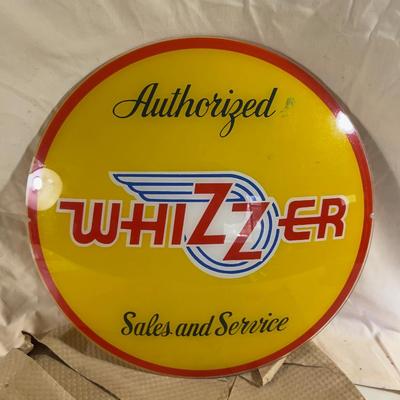 Authorized
WHIZZER
Sales and Service